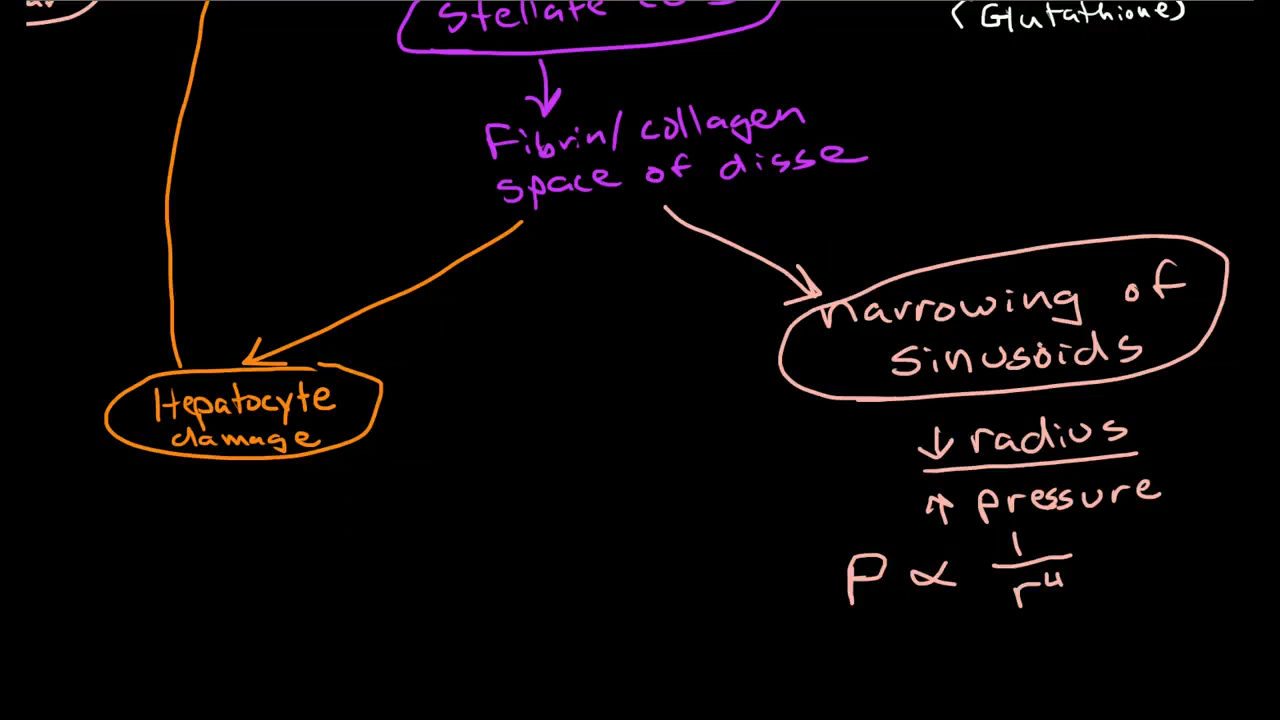 Stellate
(Glutathione)
Fibrin/collagen
space of disse
narrowing of
sinusoids
Hepatocyte
damage
↓ radius
↑ pressure
P ∝ 1/r⁴